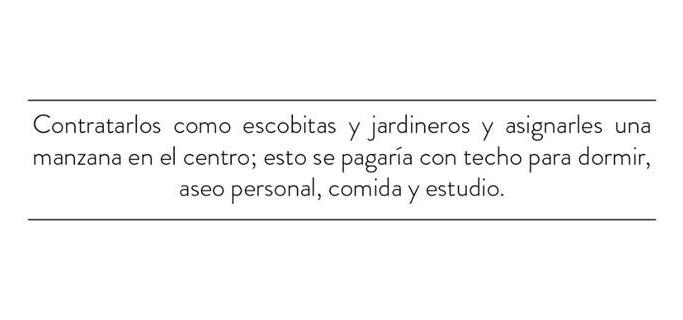 Contratarlos como escobitas y jardineros y asignarles una
manzana en el centro; esto se pagaría con techo para dormir,
aseo personal, comida y estudio.